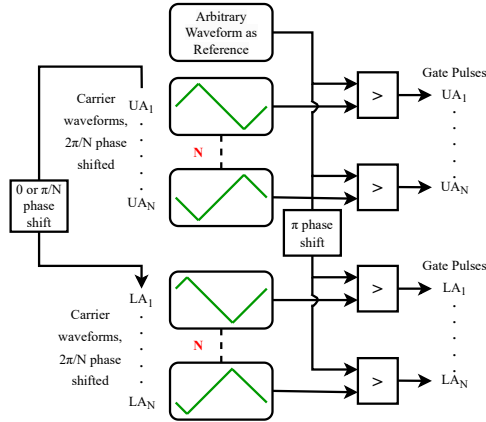 Arbitrary
Waveform as
Reference
Gate Pulses
Carrier
waveforms,
2π/N phase
shifted
UA1
UAN
N
>
>
UA1
UAN
0 or π/N
phase
shift
π phase
shift
Gate Pulses
Carrier
waveforms,
2π/N phase
shifted
LA1
LAN
N
>
>
LA1
LAN